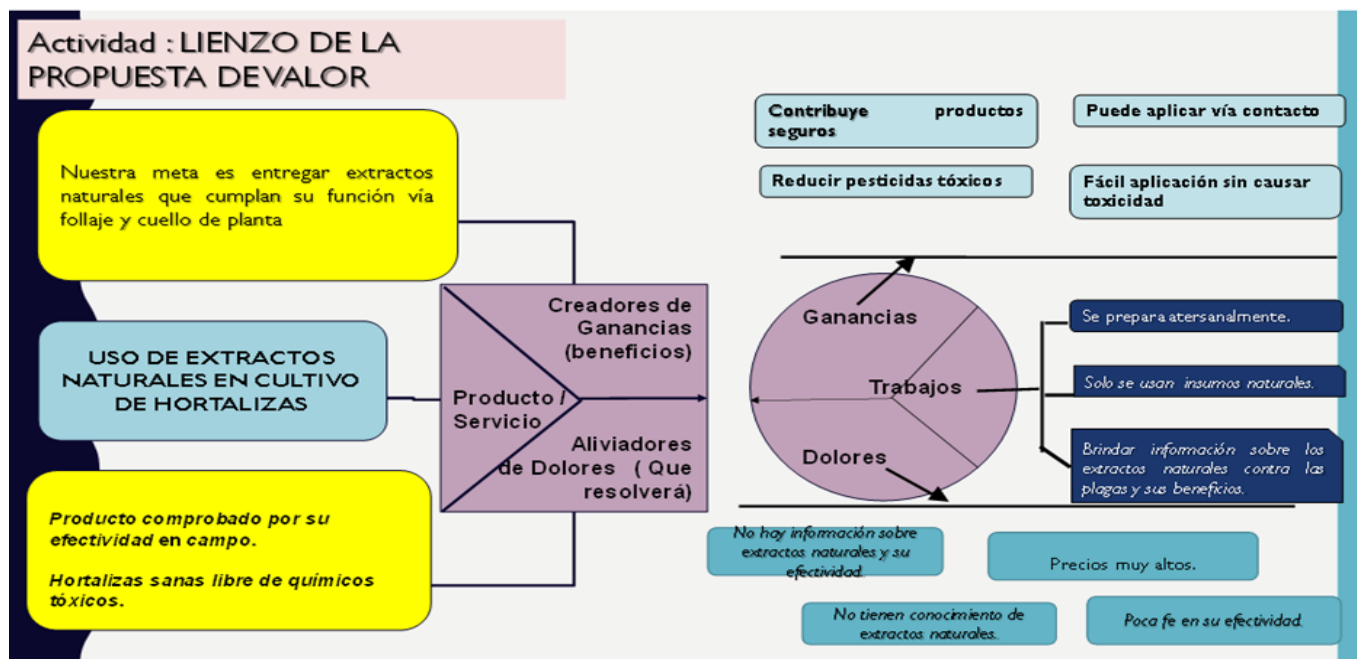 Actividad : LIENZO DE LA
PROPUESTA DE VALOR
Nuestra meta es entregar extractos
naturales que cumplan su función vía
follaje y cuello de planta
USO DE EXTRACTOS
NATURALES EN CULTIVO
DE HORTALIZAS
Producto comprobado por su
efectividad en campo.
Hortalizas sanas libre de químicos
tóxicos.
Creadores de
Ganancias
(beneficios)
Producto /
Servicio
Aliviadores
de Dolores ( Que
resolverá)
Contribuye productos
seguros
Puede aplicar vía contacto
Reducir pesticidas tóxicos
Fácil aplicación sin causar
toxicidad
Ganancias
Trabajos
Dolores
Se prepara atersanalmente.
Solo se usan insumos naturales.
Brindar información sobre los
extractos naturales contra las
plagas y sus beneficios.
No hay información sobre
extractos naturales y su
efectividad.
Precios muy altos.
No tienen conocimiento de
extractos naturales.
Poca fe en su efectividad.